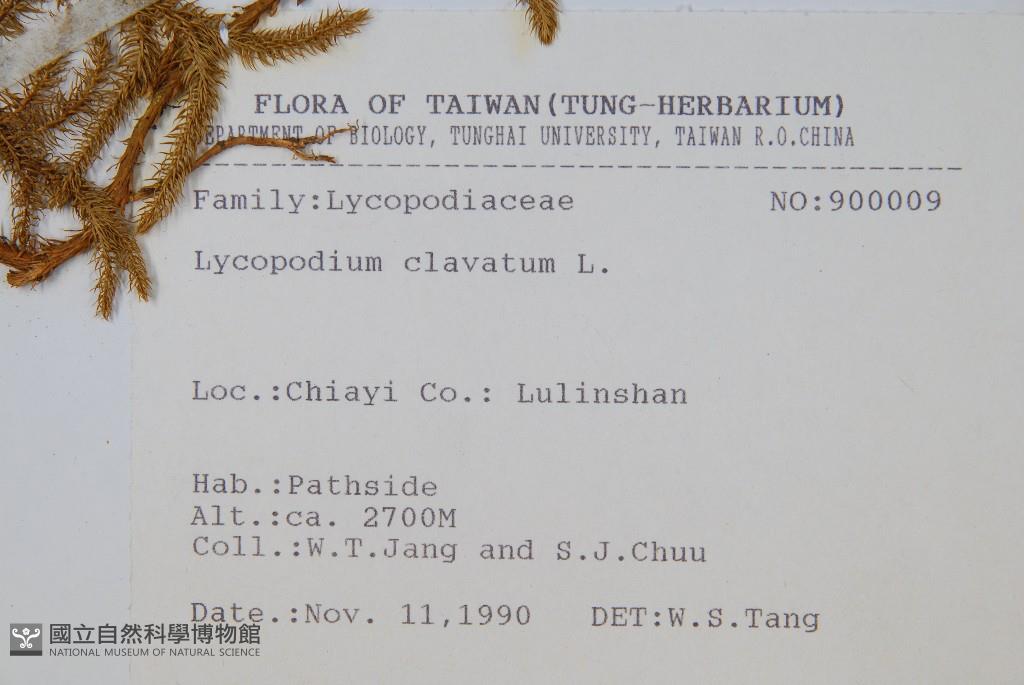 FLORA OF TAIWAN(TUNG-HERBARIUM)
DEPARTMENT OF BIOLOGY, TUNGHAI UNIVERSITY, TAIWAN R.O.CHINA
Family:Lycopodiaceae NO:900009
Lycopodium clavatum L.
Loc.:Chiayi Co.: Lulinshan
Hab.:Pathside
Alt.:ca. 2700M
Coll.:W.T.Jang and S.J.Chuu
Date.:Nov. 11,1990 DET:W.S.Tang
國立自然科學博物館
NATIONAL MUSEUM OF NATURAL SCIENCE